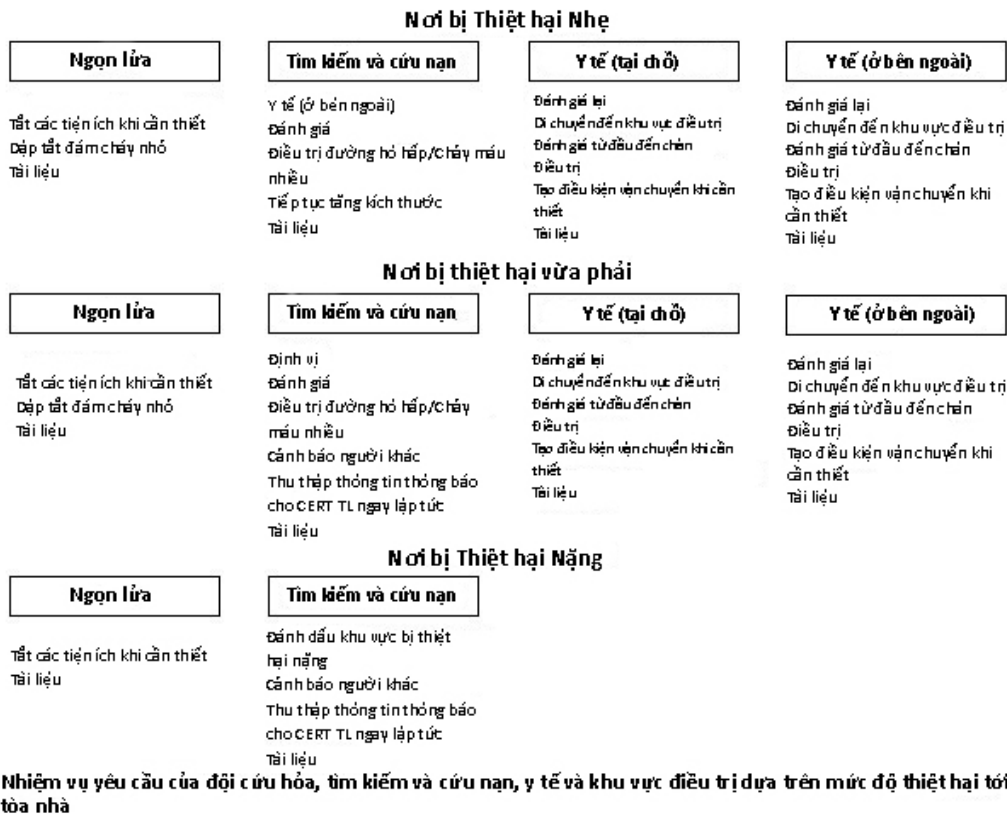 Nơi bị Thiệt hại Nhẹ
Ngọn lửa
Tắt các tiện ích khi cần thiết
Dập tắt đám cháy nhỏ
Tài liệu
Tìm kiếm và cứu nạn
Y tế (ở bên ngoài)
Đánh giá
Điều trị đường hô hấp/Chảy máu
nhiều
Tiếp tục tăng kích thước
Tài liệu
Y tế (tại chỗ)
Đánh giá lại
Di chuyển đến khu vực điều trị
Đánh giá từ đầu đến chân
Điều trị
Tạo điều kiện vận chuyển khi cần
thiết
Tài liệu
Y tế (ở bên ngoài)
Đánh giá lại
Di chuyển đến khu vực điều trị
Đánh giá từ đầu đến chân
Điều trị
Tạo điều kiện vận chuyển khi
cần thiết
Tài liệu
Nơi bị thiệt hại vừa phải
Ngọn lửa
Tắt các tiện ích khi cần thiết
Dập tắt đám cháy nhỏ
Tài liệu
Tìm kiếm và cứu nạn
Định vị
Đánh giá
Điều trị đường hô hấp/Chảy
máu nhiều
Cảnh báo người khác
Thu thập thông tin thông báo
cho CERT TL ngay lập tức
Tài liệu
Y tế (tại chỗ)
Đánh giá lại
Di chuyển đến khu vực điều trị
Đánh giá từ đầu đến chân
Điều trị
Tạo điều kiện vận chuyển khi cần
thiết
Tài liệu
Y tế (ở bên ngoài)
Đánh giá lại
Di chuyển đến khu vực điều trị
Đánh giá từ đầu đến chân
Điều trị
Tạo điều kiện vận chuyển khi
cần thiết
Tài liệu
Nơi bị Thiệt hại Nặng
Ngọn lửa
Tắt các tiện ích khi cần thiết
Tài liệu
Tìm kiếm và cứu nạn
Đánh dấu khu vực bị thiệt
hại nặng
Cảnh báo người khác
Thu thập thông tin thông báo
cho CERT TL ngay lập tức
Tài liệu
Nhiệm vụ yêu cầu của đội cứu hỏa, tìm kiếm và cứu nạn, y tế và khu vực điều trị dựa trên mức độ thiệt hại tới
tòa nhà